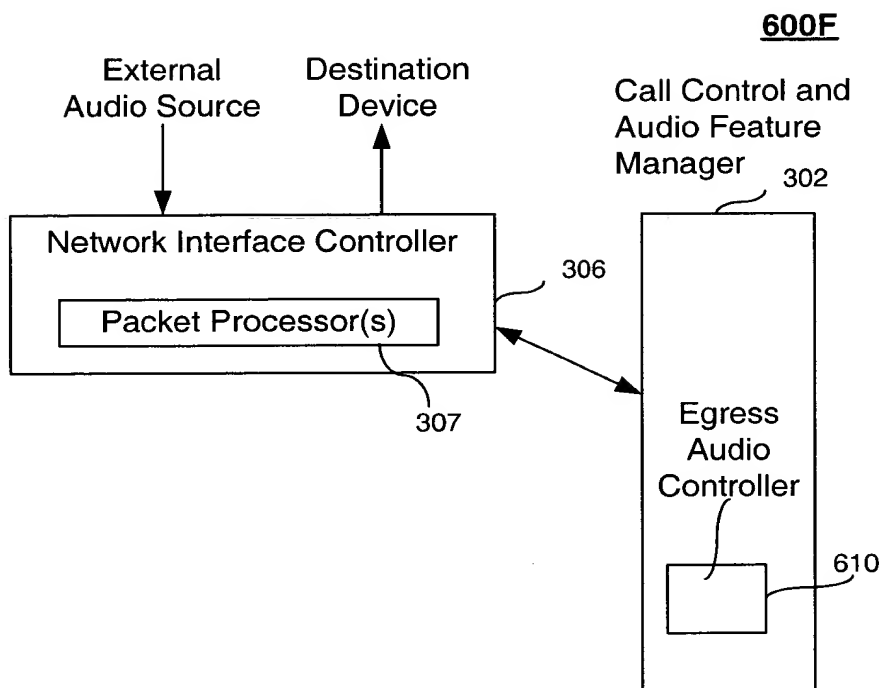 600F
External
Audio Source
Destination
Device
Call Control and
Audio Feature
Manager
302
Network Interface Controller
306
Packet Processor(s)
307
Egress
Audio
Controller
610